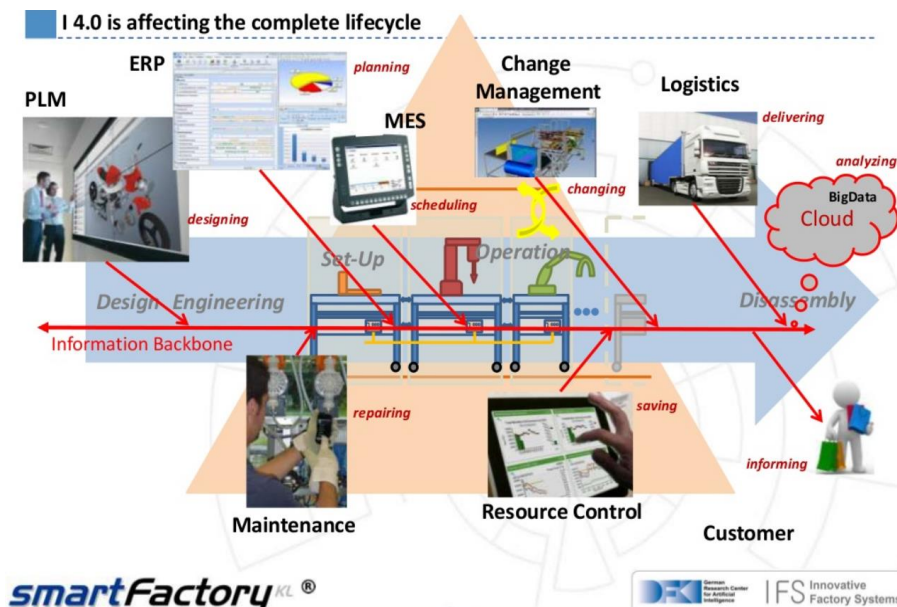 I 4.0 is affecting the complete lifecycle
ERP
planning
Change
Management
Logistics
PLM
MES
delivering
analyzing
BigData
Cloud
designing
scheduling
changing
Set-Up
Operation
Design
Engineering
Disassembly
Information Backbone
repairing
saving
informing
Maintenance
Resource Control
Customer
smartFactory KL ®
DFKI
German
Research Center
for Artificial
Intelligence
IFS
Innovative
Factory Systems